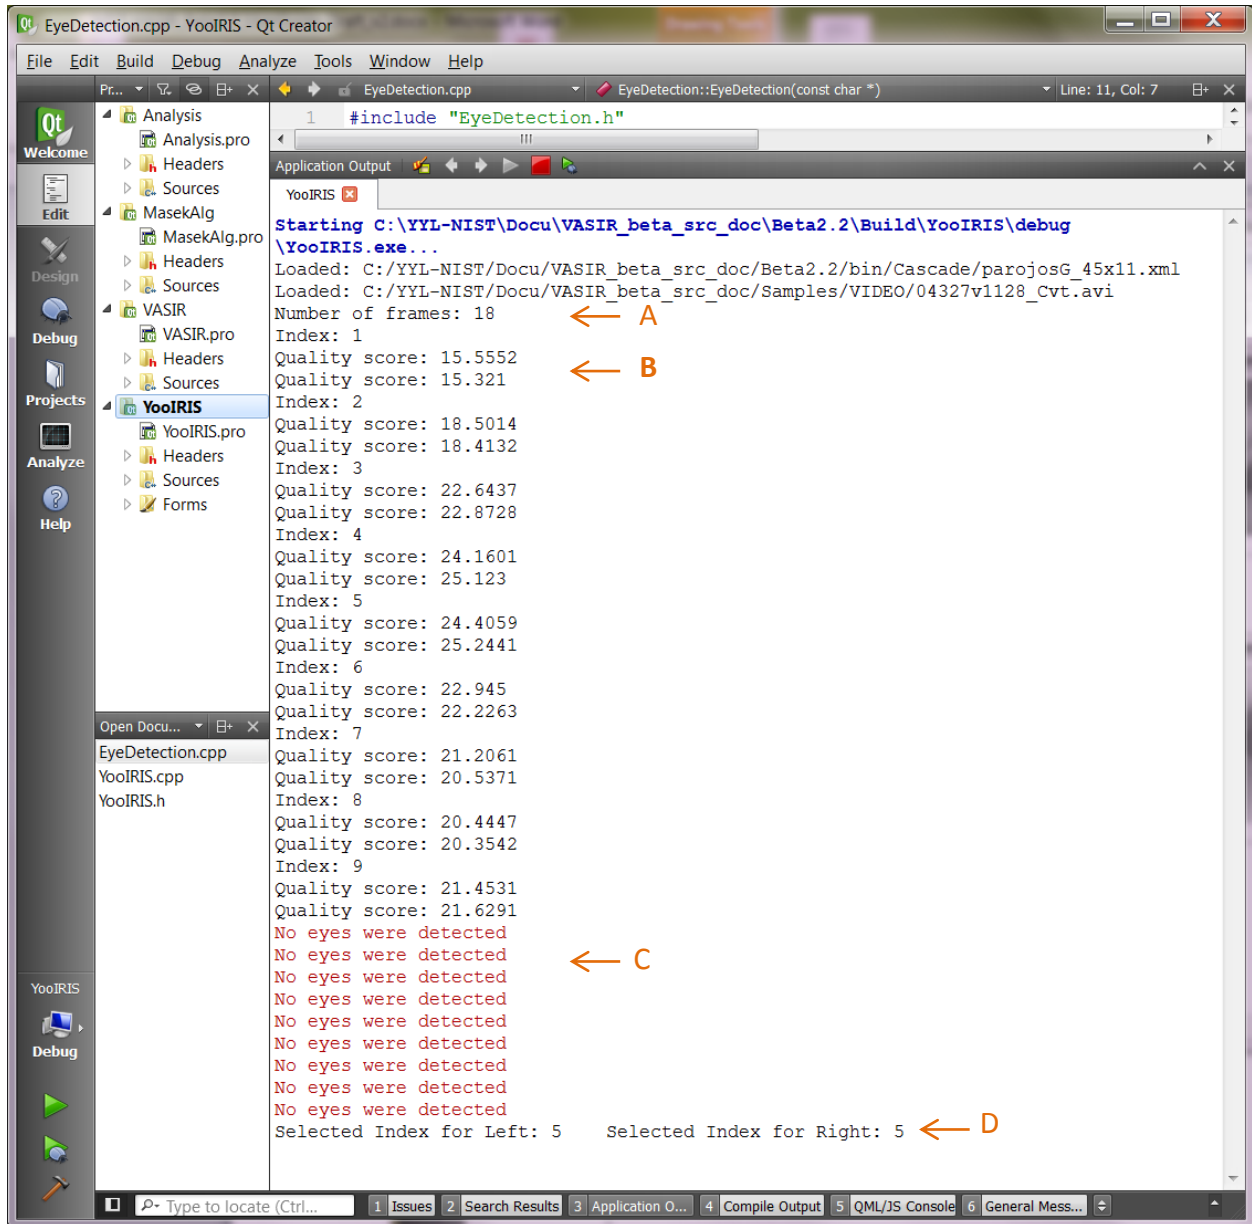 EyeDetection.cpp - YooIRIS - Qt Creator
File Edit Build Debug Analyze Tools Window Help
Pr...
EyeDetection.cpp
EyeDetection::EyeDetection(const char *)
Line: 11, Col: 7
Qt
Welcome
Edit
Design
Debug
Projects
Analyze
Help
Analysis
Analysis.pro
Headers
Sources
MasekAlg
MasekAlg.pro
Headers
Sources
VASIR
VASIR.pro
Headers
Sources
YooIRIS
YooIRIS.pro
Headers
Sources
Forms
Open Docu...
EyeDetection.cpp
YooIRIS.cpp
YooIRIS.h
YooIRIS
Debug
1 #include "EyeDetection.h"
Application Output
YooIRIS
Starting C:\YYL-NIST\Docu\VASIR_beta_src_doc\Beta2.2\Build\YooIRIS\debug
\YooIRIS.exe...
Loaded: C:/YYL-NIST/Docu/VASIR_beta_src_doc/Beta2.2/bin/Cascade/parojosG_45x11.xml
Loaded: C:/YYL-NIST/Docu/VASIR_beta_src_doc/Samples/VIDEO/04327v1128_Cvt.avi
Number of frames: 18 A
Index: 1
Quality score: 15.5552
B
Quality score: 15.321
Index: 2
Quality score: 18.5014
Quality score: 18.4132
Index: 3
Quality score: 22.6437
Quality score: 22.8728
Index: 4
Quality score: 24.1601
Quality score: 25.123
Index: 5
Quality score: 24.4059
Quality score: 25.2441
Index: 6
Quality score: 22.945
Quality score: 22.2263
Index: 7
Quality score: 21.2061
Quality score: 20.5371
Index: 8
Quality score: 20.4447
Quality score: 20.3542
Index: 9
Quality score: 21.4531
Quality score: 21.6291
No eyes were detected
No eyes were detected C
No eyes were detected
No eyes were detected
No eyes were detected
No eyes were detected
No eyes were detected
No eyes were detected
No eyes were detected
Selected Index for Left: 5 Selected Index for Right: 5 D
Type to locate (Ctrl...
1 Issues 2 Search Results 3 Application O... 4 Compile Output 5 QML/JS Console 6 General Mess...